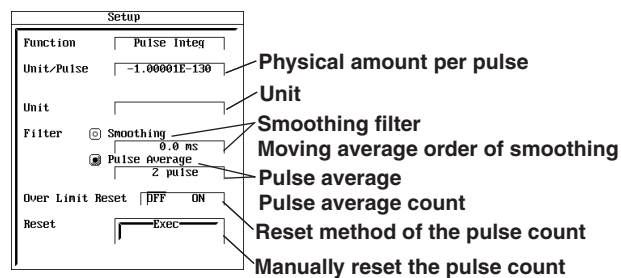 Setup
Function Pulse Integ
Unit/Pulse -1.00001E-130
Physical amount per pulse
Unit
Unit
Filter Smoothing
Smoothing filter
0.0 ms
Moving average order of smoothing
Pulse Average
Pulse average
2 pulse
Pulse average count
Over Limit Reset OFF ON
Reset method of the pulse count
Reset Exec
Manually reset the pulse count